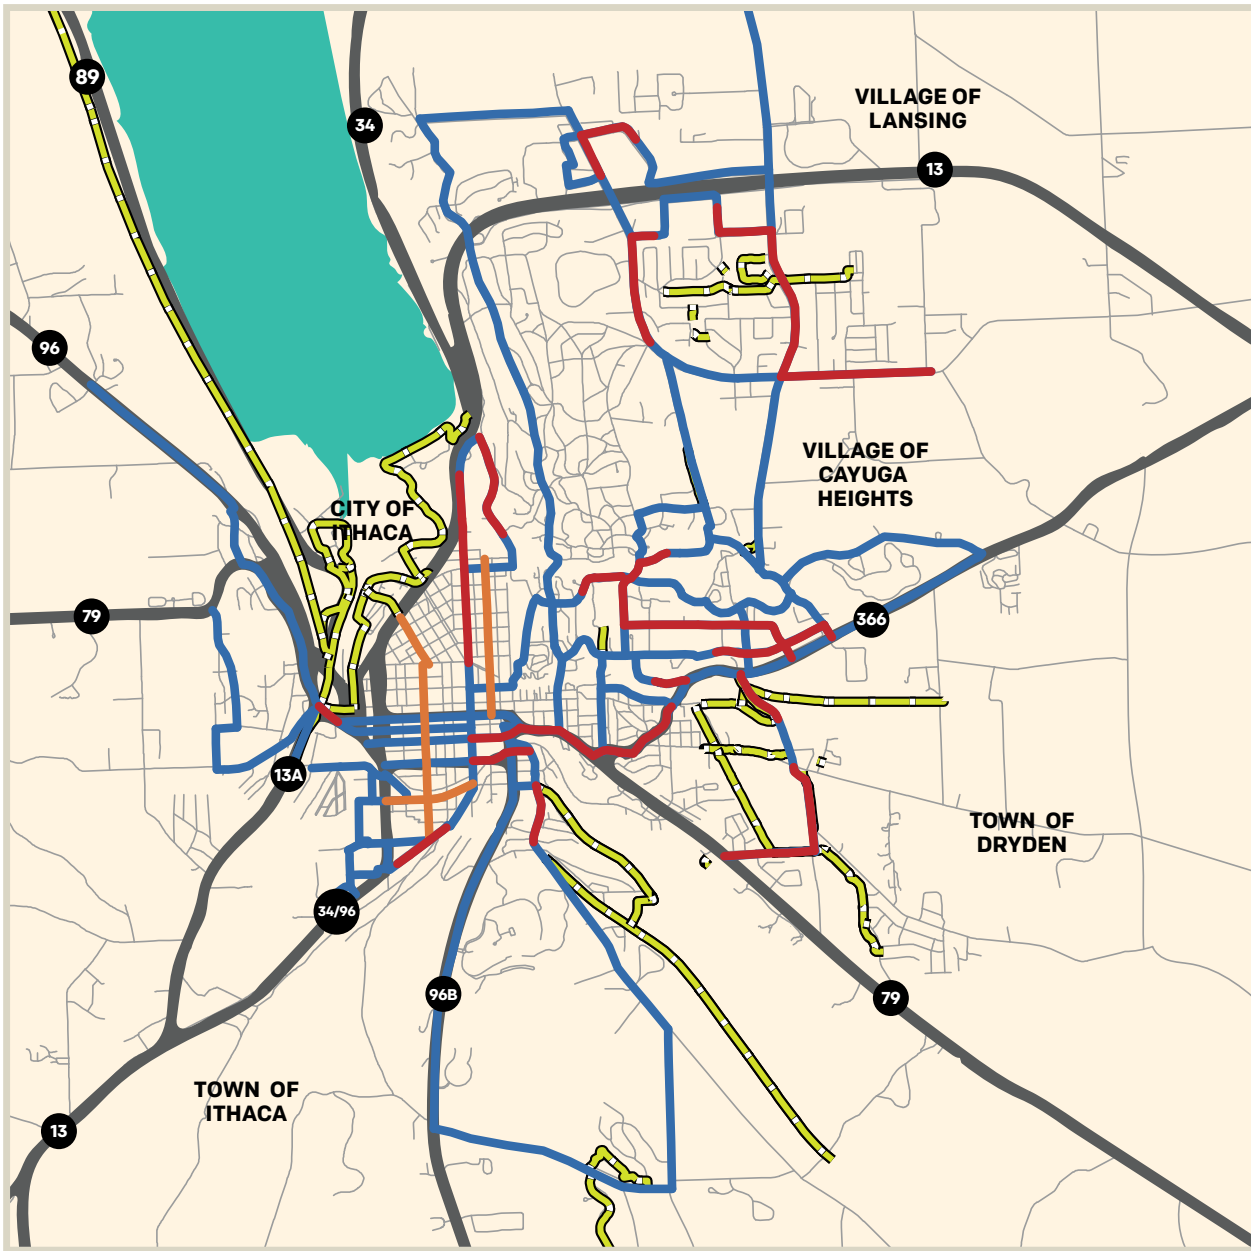 89
34
VILLAGE OF
LANSING
13
96
VILLAGE OF
CAYUGA
HEIGHTS
CITY OF
ITHACA
79
366
13A
TOWN OF
DRYDEN
34/96
96B
79
TOWN OF
ITHACA
13